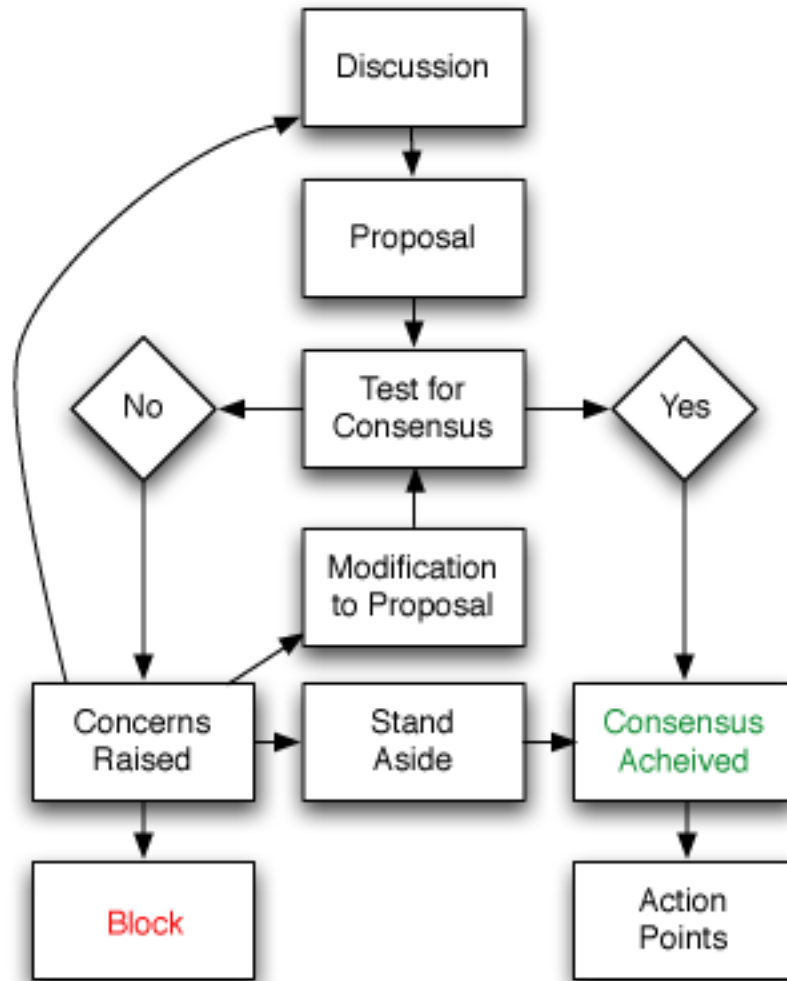 Discussion
Proposal
No
Test for
Consensus
Yes
Modification
to Proposal
Concerns
Raised
Stand
Aside
Consensus
Acheived
Block
Action
Points